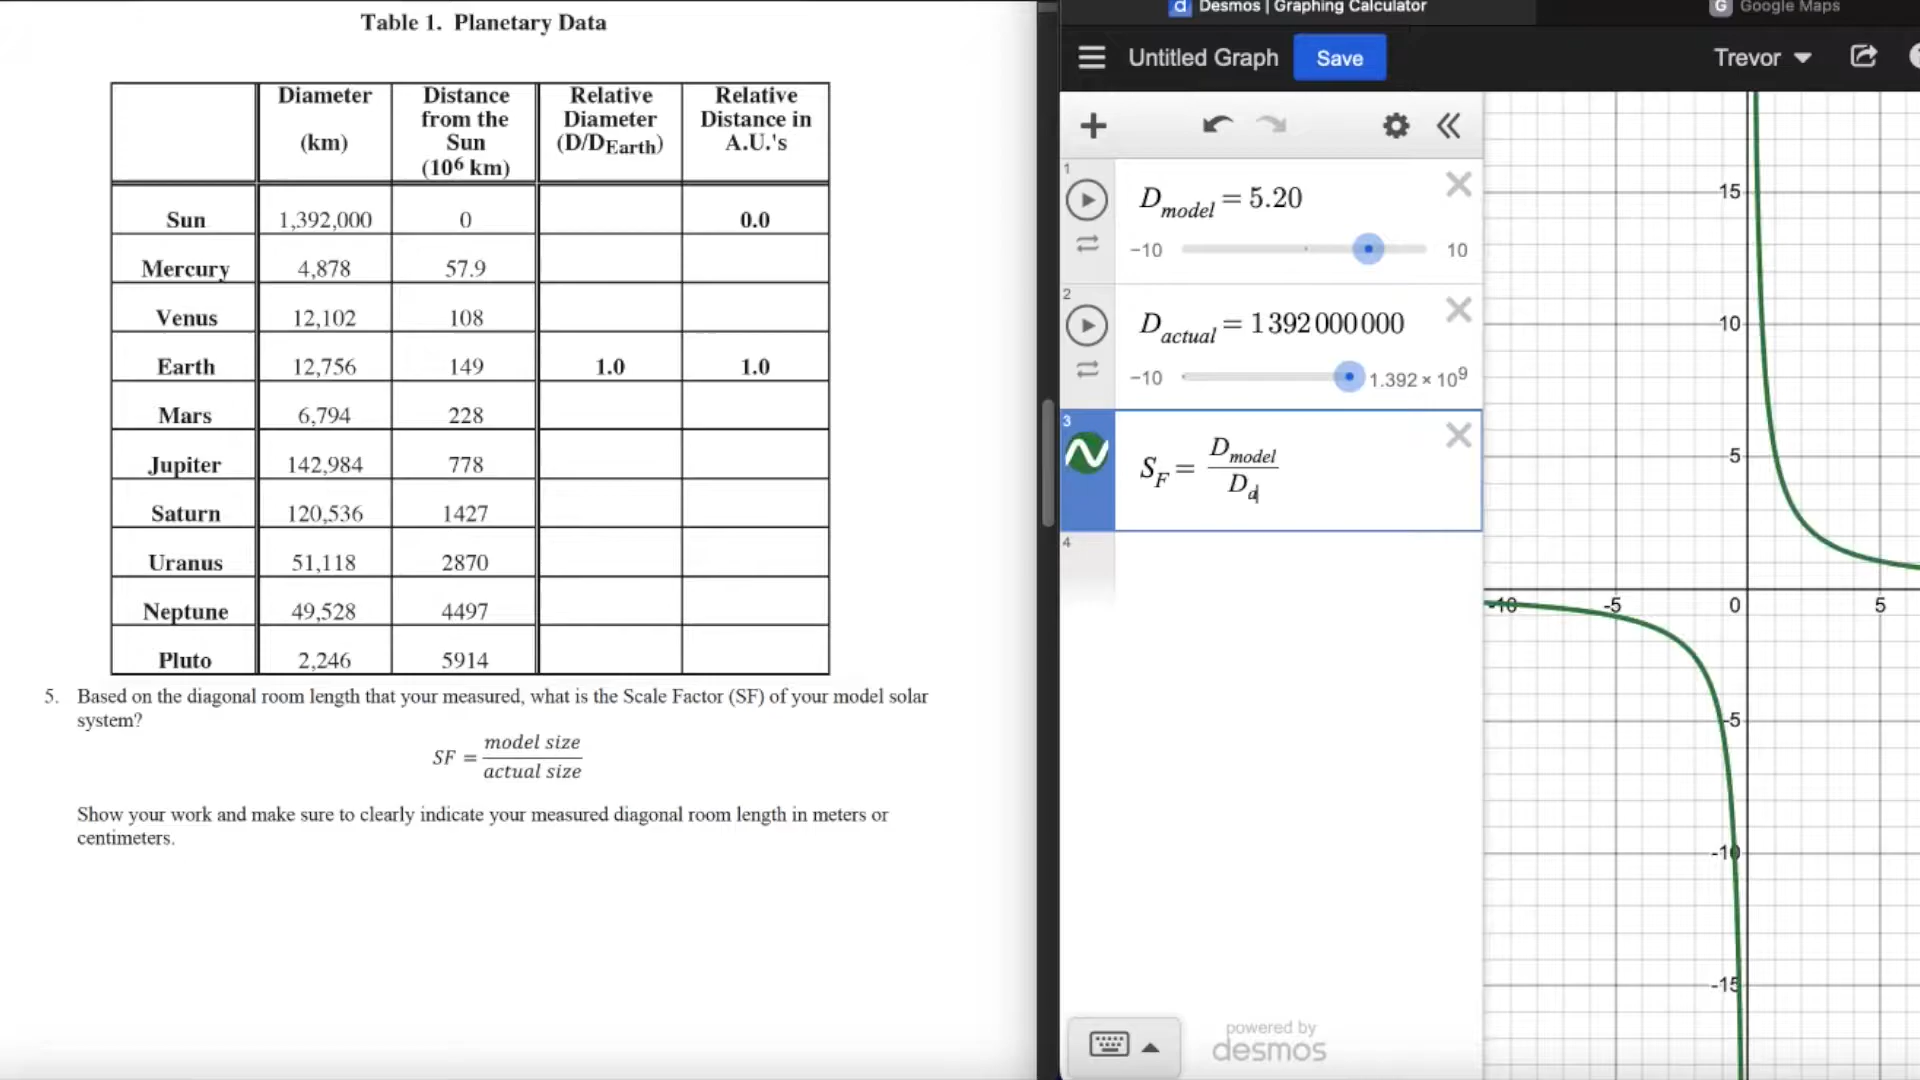 Table 1. Planetary Data
Diameter (km) Distance from the Sun (10⁶ km) Relative Diameter (D/DEarth) Relative Distance in A.U.'s
Sun 1,392,000 0 0.0
Mercury 4,878 57.9
Venus 12,102 108
Earth 12,756 149 1.0 1.0
Mars 6,794 228
Jupiter 142,984 778
Saturn 120,536 1427
Uranus 51,118 2870
Neptune 49,528 4497
Pluto 2,246 5914
5. Based on the diagonal room length that your measured, what is the Scale Factor (SF) of your model solar
system?
SF = model size / actual size
Show your work and make sure to clearly indicate your measured diagonal room length in meters or
centimeters.
d Desmos | Graphing Calculator
G Google Maps
Untitled Graph Save Trevor
1
D model = 5.20
-10 10
2
D actual = 1392000000
-10 1.392 × 10⁹
3
S F = D model / D a
4
powered by
desmos
15
10
5
-10 -5 0 5
-5
-10
-15